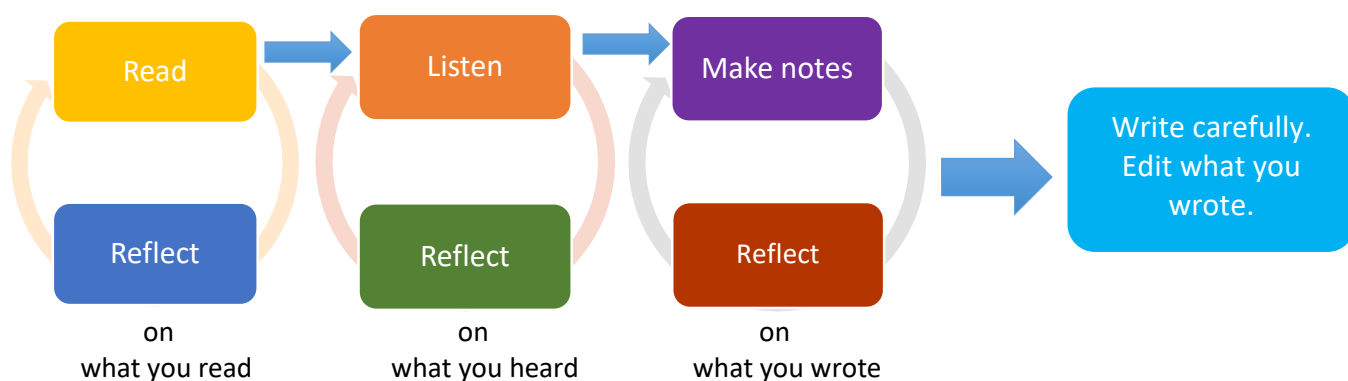 Read
Listen
Make notes
Write carefully.
Edit what you
wrote.
Reflect
Reflect
Reflect
on
what you read
on
what you heard
on
what you wrote